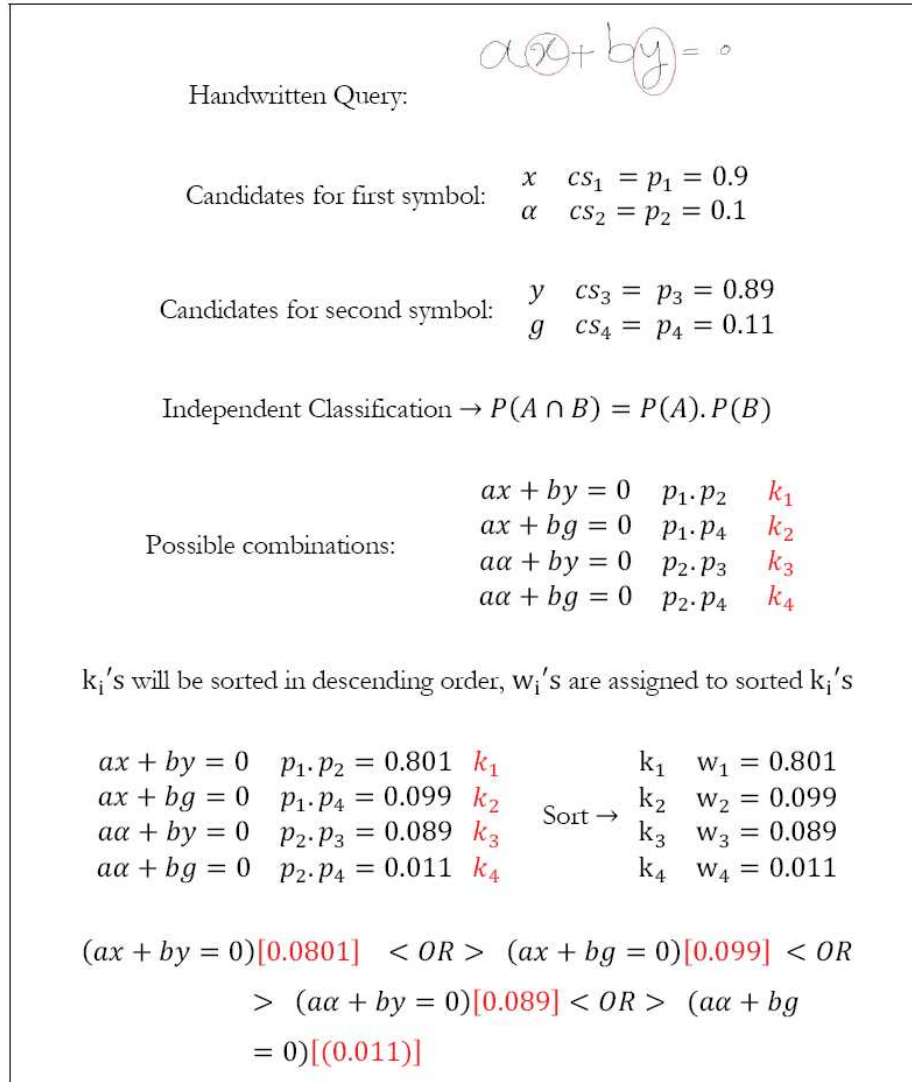 ax + by = 0
Handwritten Query:
Candidates for first symbol: x cs₁ = p₁ = 0.9
α cs₂ = p₂ = 0.1
Candidates for second symbol: y cs₃ = p₃ = 0.89
g cs₄ = p₄ = 0.11
Independent Classification → P(A ∩ B) = P(A). P(B)
Possible combinations:
ax + by = 0 p₁. p₂ k₁
ax + bg = 0 p₁. p₄ k₂
aα + by = 0 p₂. p₃ k₃
aα + bg = 0 p₂. p₄ k₄
kᵢ's will be sorted in descending order, wᵢ's are assigned to sorted kᵢ's
ax + by = 0 p₁. p₂ = 0.801 k₁
ax + bg = 0 p₁. p₄ = 0.099 k₂
aα + by = 0 p₂. p₃ = 0.089 k₃
aα + bg = 0 p₂. p₄ = 0.011 k₄
Sort →
k₁ w₁ = 0.801
k₂ w₂ = 0.099
k₃ w₃ = 0.089
k₄ w₄ = 0.011
(ax + by = 0)[0.0801] < OR > (ax + bg = 0)[0.099] < OR
> (aα + by = 0)[0.089] < OR > (aα + bg
= 0)[(0.011)]